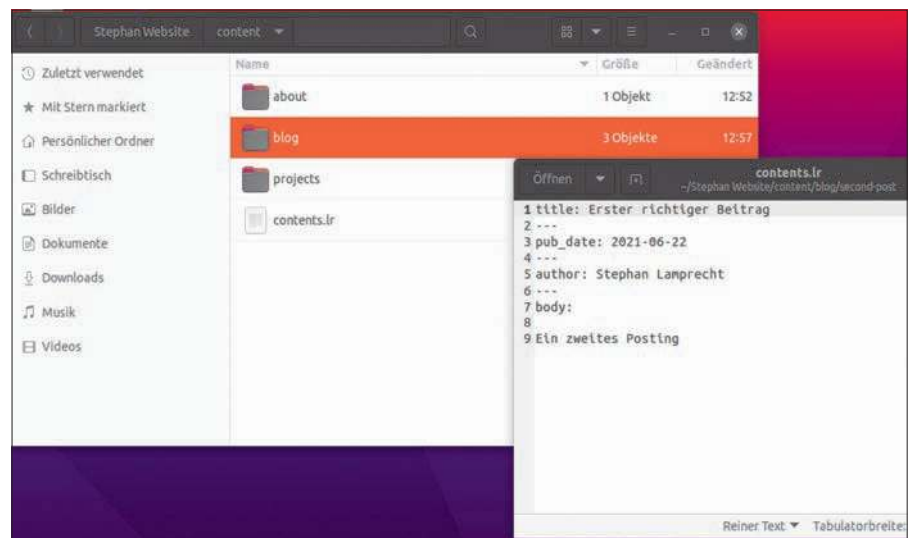 Stephan Website content
Name Größe Geändert
Zuletzt verwendet
Mit Stern markiert
Persönlicher Ordner
Schreibtisch
Bilder
Dokumente
Downloads
Musik
Videos
about 1 Objekt 12:52
blog 3 Objekte 12:57
projects
contents.lr
Öffnen
contents.lr
~/Stephan Website/content/blog/second-post
1 title: Erster richtiger Beitrag
2 ---
3 pub_date: 2021-06-22
4 ---
5 author: Stephan Lamprecht
6 ---
7 body:
8
9 Ein zweites Posting
Reiner Text Tabulatorbreite: